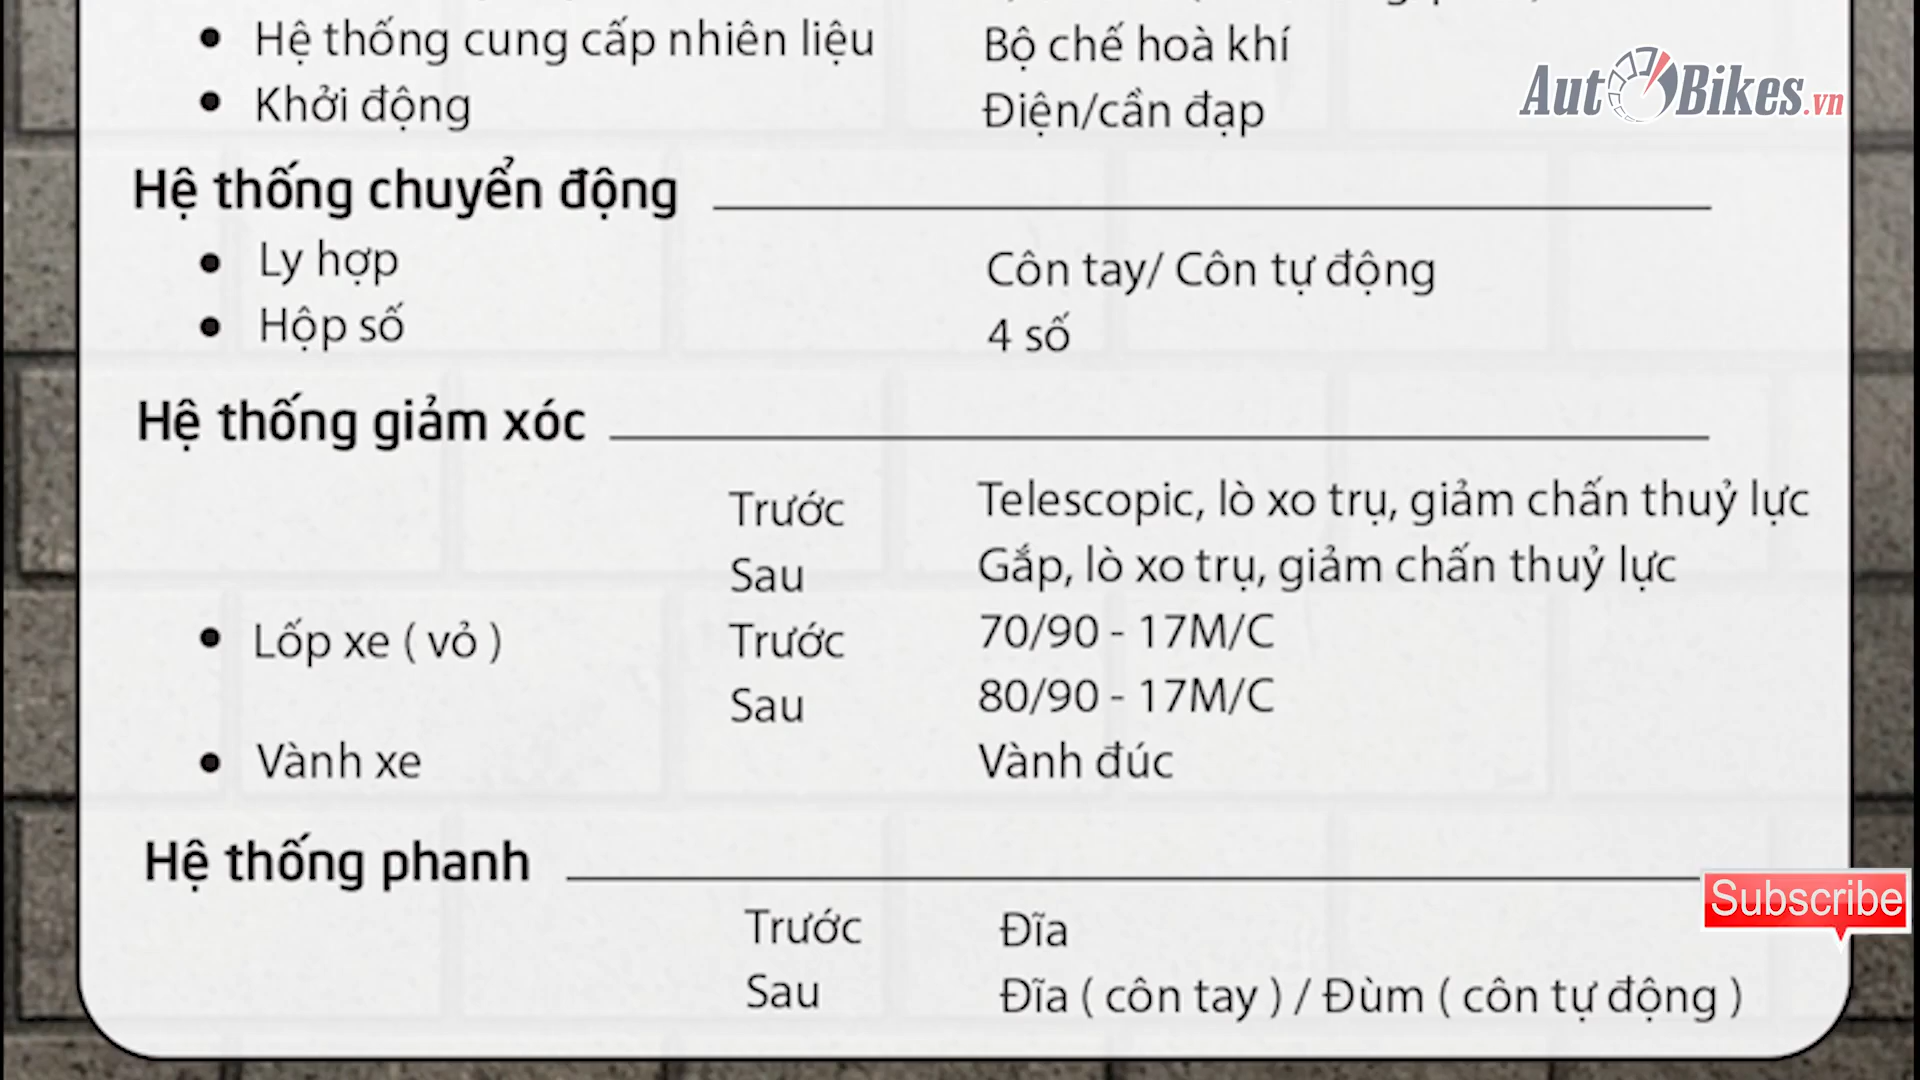 Hệ thống cung cấp nhiên liệu Bộ chế hoà khí
AutoBikes.vn
Khởi động Điện/cần đạp
Hệ thống chuyển động
Ly hợp Côn tay/ Côn tự động
Hộp số 4 số
Hệ thống giảm xóc
Trước Telescopic, lò xo trụ, giảm chấn thuỷ lực
Sau Gắp, lò xo trụ, giảm chấn thuỷ lực
Lốp xe ( vỏ ) Trước 70/90 - 17M/C
Sau 80/90 - 17M/C
Vành xe Vành đúc
Hệ thống phanh
Subscribe
Trước Đĩa
Sau Đĩa ( côn tay ) / Đùm ( côn tự động )